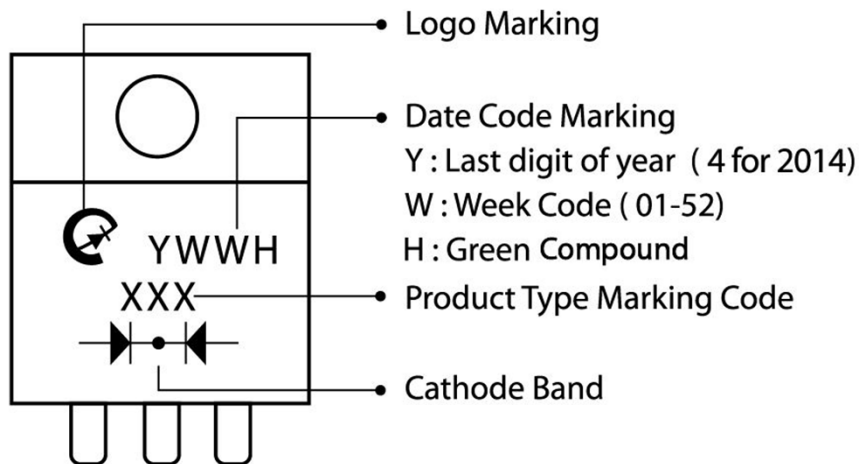 Logo Marking
Date Code Marking
Y : Last digit of year ( 4 for 2014)
W : Week Code ( 01-52)
H : Green Compound
YWWH
XXX
Product Type Marking Code
Cathode Band